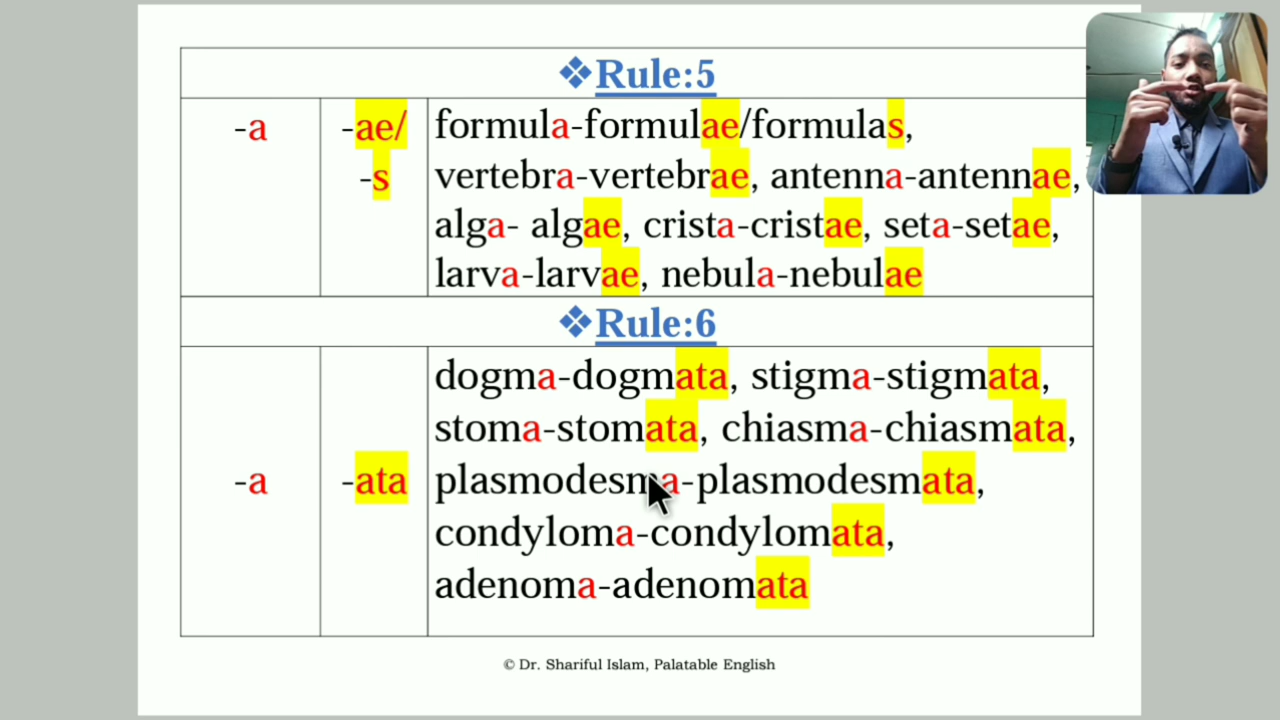 ❖Rule:5
-a
-ae/
-s
formula-formulae/formulas,
vertebra-vertebrae, antenna-antennae,
alga- algae, crista-cristae, seta-setae,
larva-larvae, nebula-nebulae
❖Rule:6
-a
-ata
dogma-dogmata, stigma-stigmata,
stoma-stomata, chiasma-chiasmata,
plasmodesma-plasmodesmata,
condyloma-condylomata,
adenoma-adenomata
© Dr. Shariful Islam, Palatable English